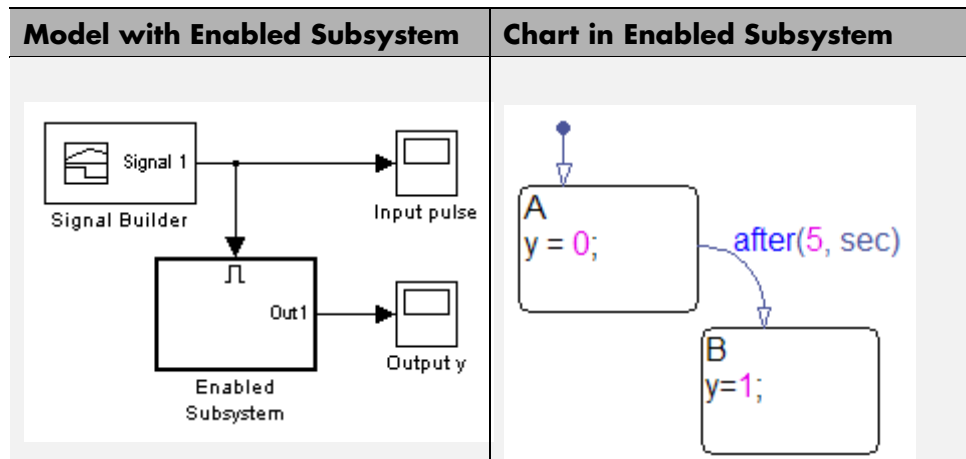 Model with Enabled Subsystem
Chart in Enabled Subsystem
Signal 1
Signal Builder
Input pulse
Out1
Output y
Enabled
Subsystem
A
y = 0;
after(5, sec)
B
y=1;